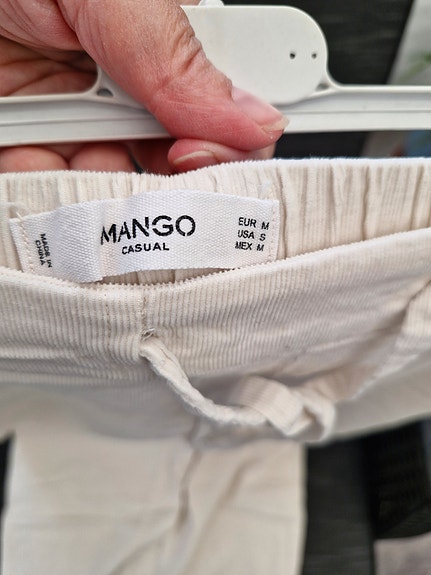 MANGO
CASUAL
MADE IN
CHINA
EUR M
USA S
MEX M